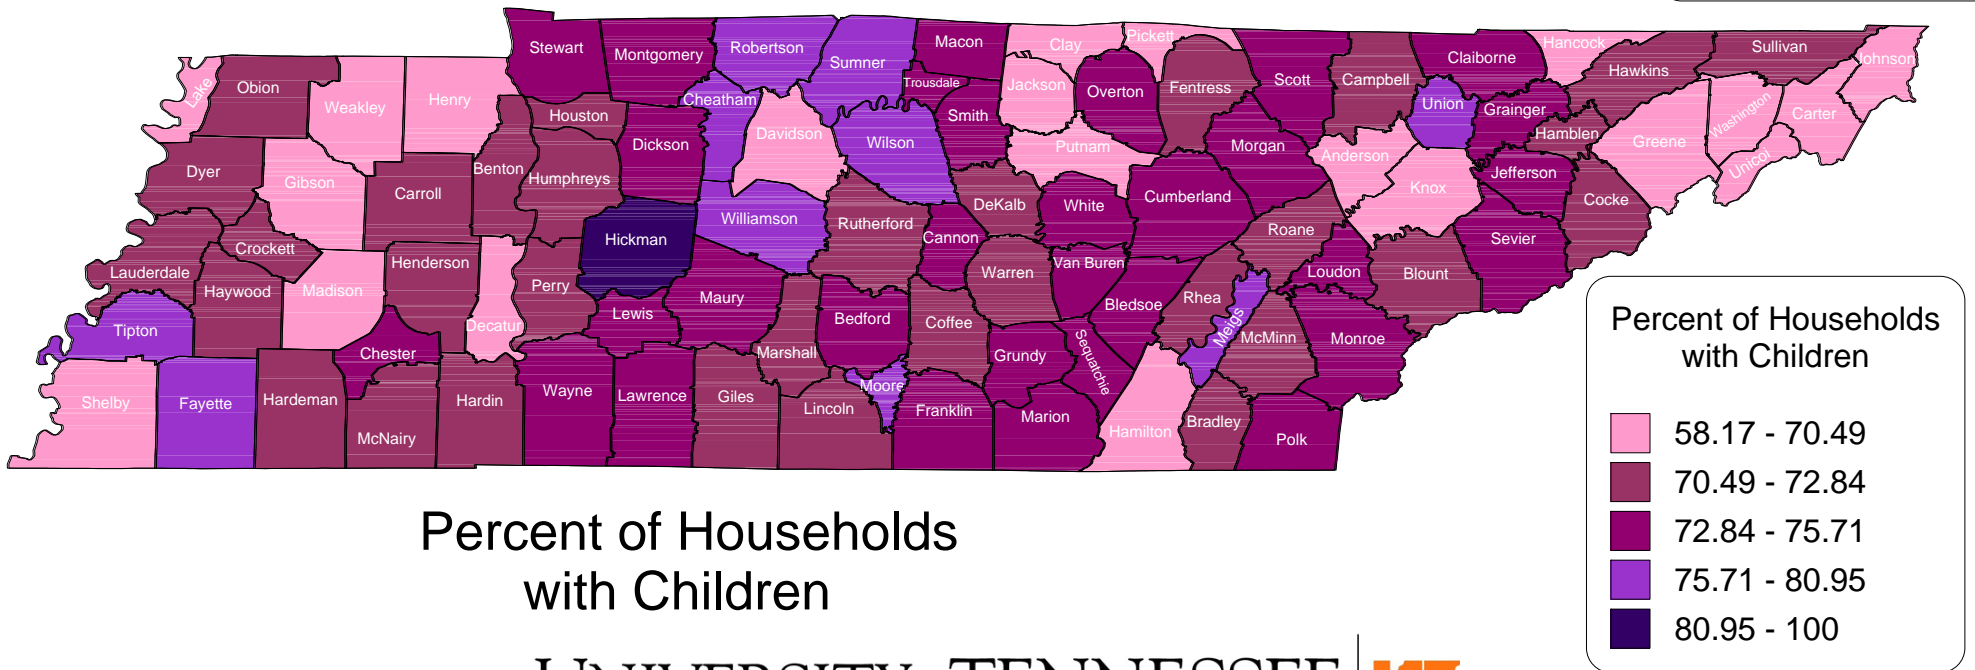 Stewart
Montgomery
Robertson
Sumner
Macon
Trousdale
Clay
Pickett
Scott
Campbell
Claiborne
Hancock
Hawkins
Sullivan
Johnson
Lake
Obion
Weakley
Henry
Houston
Dickson
Cheatham
Davidson
Wilson
Smith
Jackson
Overton
Fentress
Morgan
Anderson
Union
Grainger
Hamblen
Greene
Washington
Carter
Unicoi
Dyer
Gibson
Carroll
Benton
Humphreys
Hickman
Williamson
Rutherford
Cannon
DeKalb
Putnam
White
Cumberland
Roane
Knox
Jefferson
Sevier
Cocke
Lauderdale
Crockett
Haywood
Madison
Henderson
Decatur
Perry
Lewis
Maury
Bedford
Coffee
Warren
Van Buren
Bledsoe
Rhea
Meigs
Loudon
Blount
Tipton
Shelby
Fayette
Hardeman
Chester
McNairy
Hardin
Wayne
Lawrence
Giles
Marshall
Lincoln
Moore
Franklin
Grundy
Sequatchie
Marion
Hamilton
Bradley
McMinn
Polk
Monroe
Percent of Households
with Children
58.17 - 70.49
70.49 - 72.84
72.84 - 75.71
75.71 - 80.95
80.95 - 100
Percent of Households
with Children
UNIVERSITY TENNESSEE